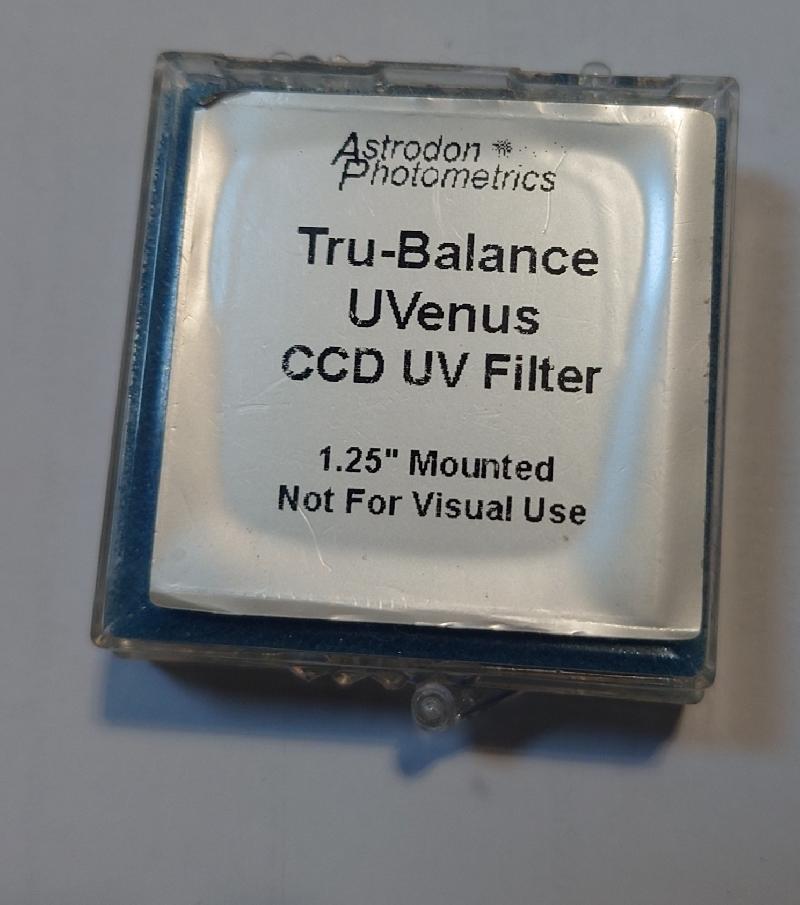 Astrodon
Photometrics
Tru-Balance
UVenus
CCD UV Filter
1.25" Mounted
Not For Visual Use